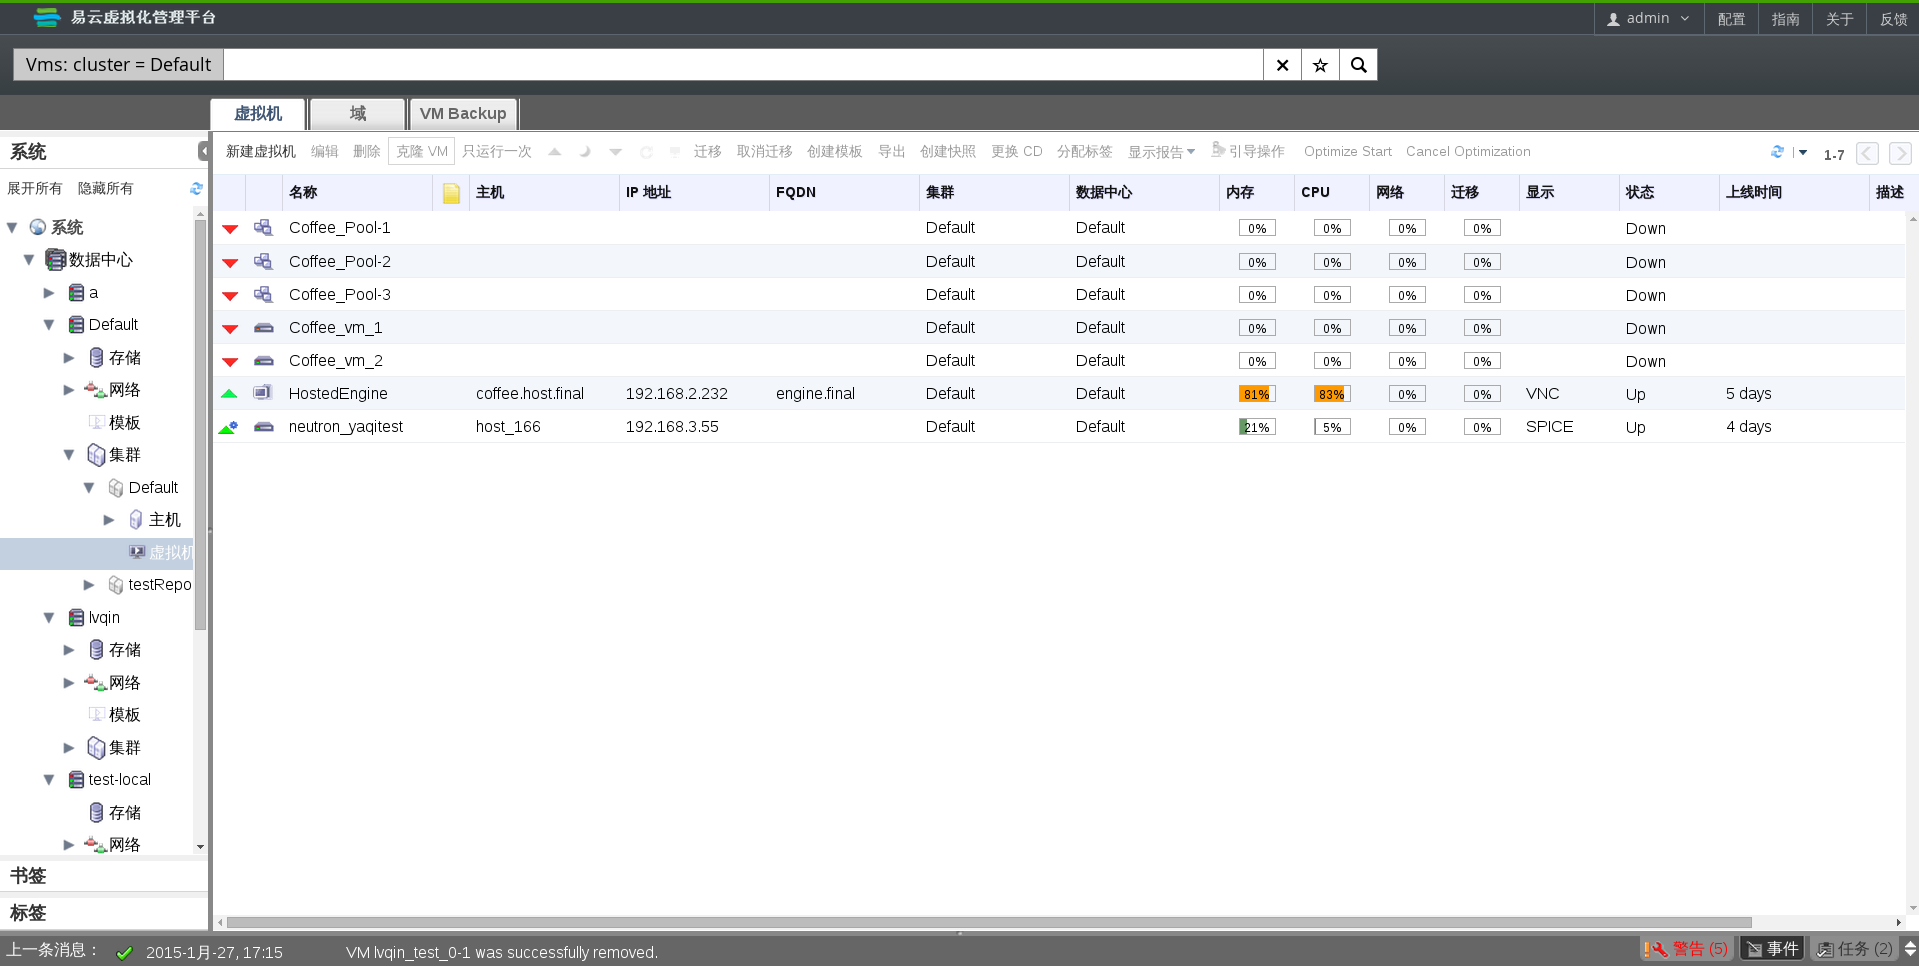 易云虚拟化管理平台
admin 配置 指南 关于 反馈
Vms: cluster = Default
虚拟机 域 VM Backup
系统
新建虚拟机 编辑 删除 克隆 VM 只运行一次 迁移 取消迁移 创建模板 导出 创建快照 更换 CD 分配标签 显示报告 引导操作 Optimize Start Cancel Optimization 1-7
展开所有 隐藏所有
名称 主机 IP 地址 FQDN 集群 数据中心 内存 CPU 网络 迁移 显示 状态 上线时间 描述
Coffee_Pool-1 Default Default 0% 0% 0% 0% Down
Coffee_Pool-2 Default Default 0% 0% 0% 0% Down
Coffee_Pool-3 Default Default 0% 0% 0% 0% Down
Coffee_vm_1 Default Default 0% 0% 0% 0% Down
Coffee_vm_2 Default Default 0% 0% 0% 0% Down
HostedEngine coffee.host.final 192.168.2.232 engine.final Default Default 81% 83% 0% 0% VNC Up 5 days
neutron_yaqitest host_166 192.168.3.55 Default Default 21% 5% 0% 0% SPICE Up 4 days
系统
数据中心
a
Default
存储
网络
模板
集群
Default
主机
虚拟机
testRepo
lvqin
存储
网络
模板
集群
test-local
存储
网络
书签
标签
上一条消息： 2015-1月-27, 17:15 VM lvqin_test_0-1 was successfully removed. 警告 (5) 事件 任务 (2)